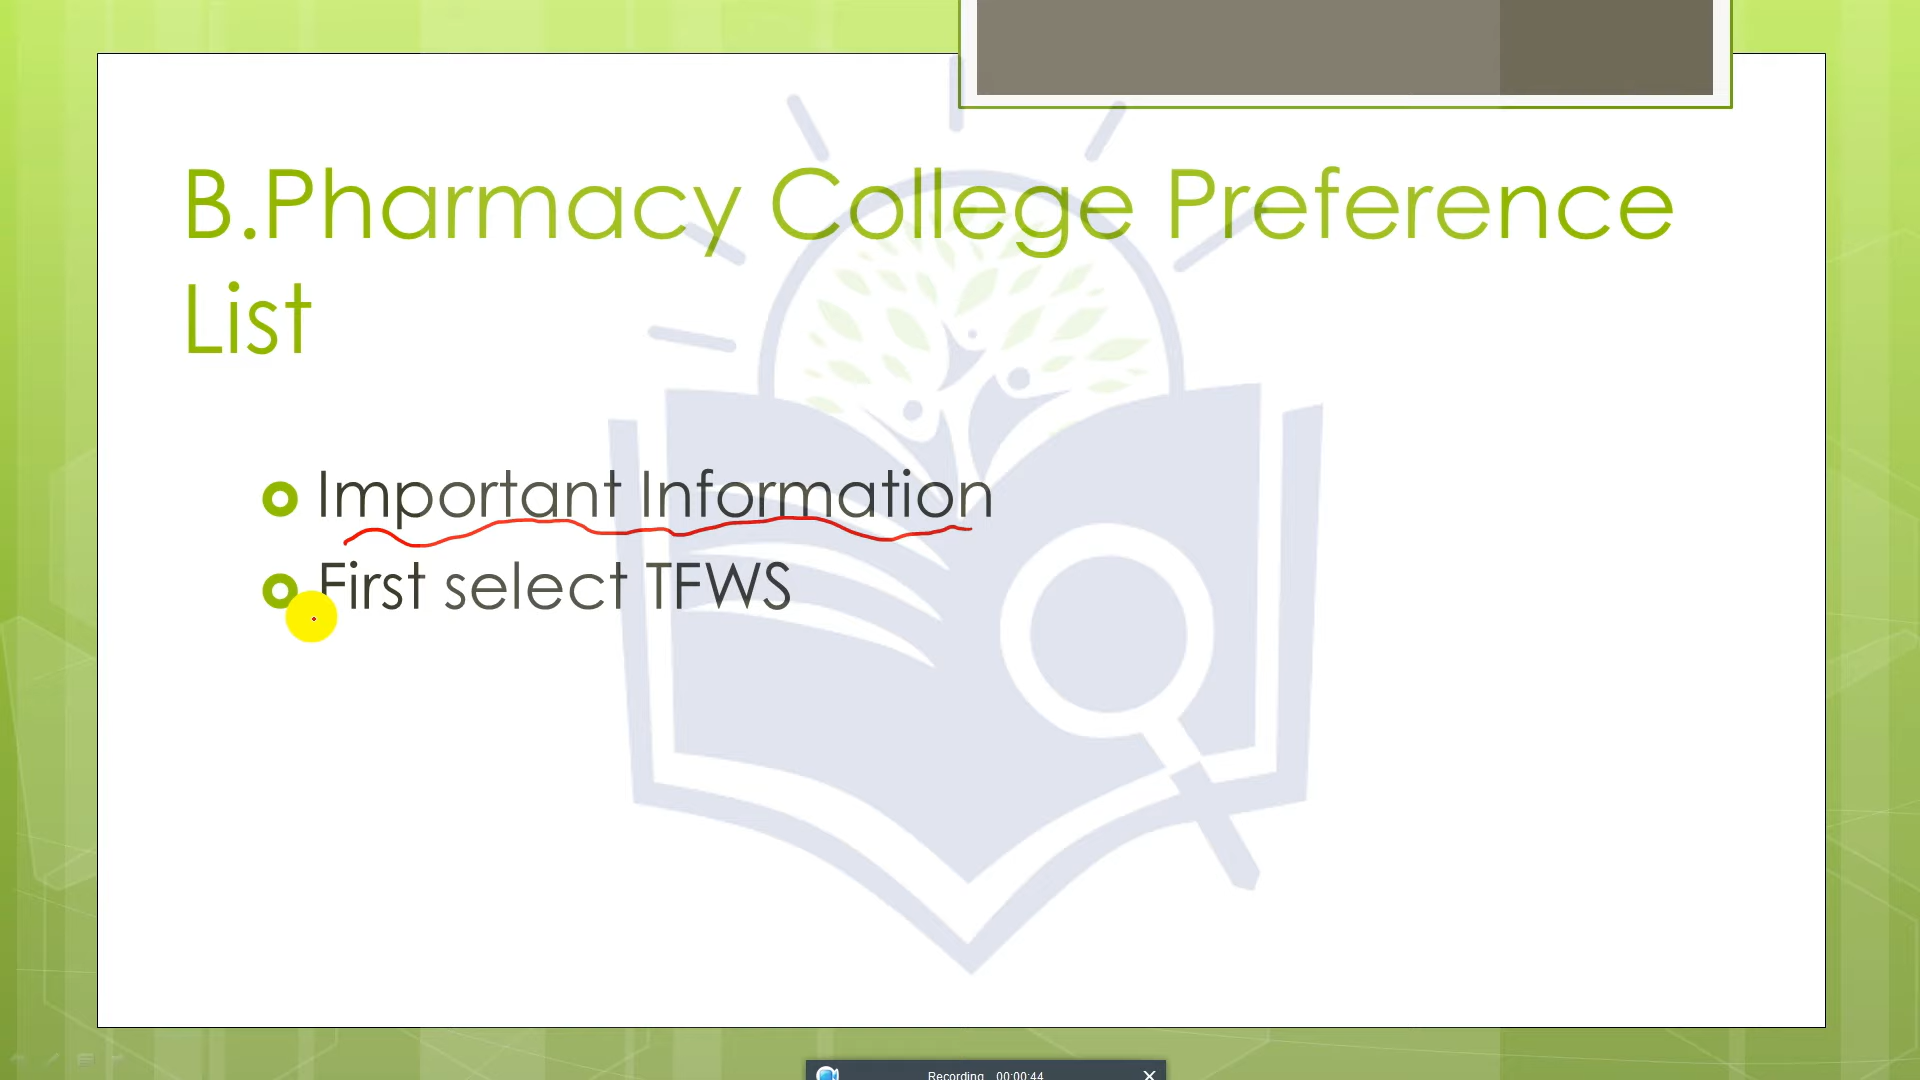 B.Pharmacy College Preference
List
Important Information
First select TFWS
Recording 00:00:44